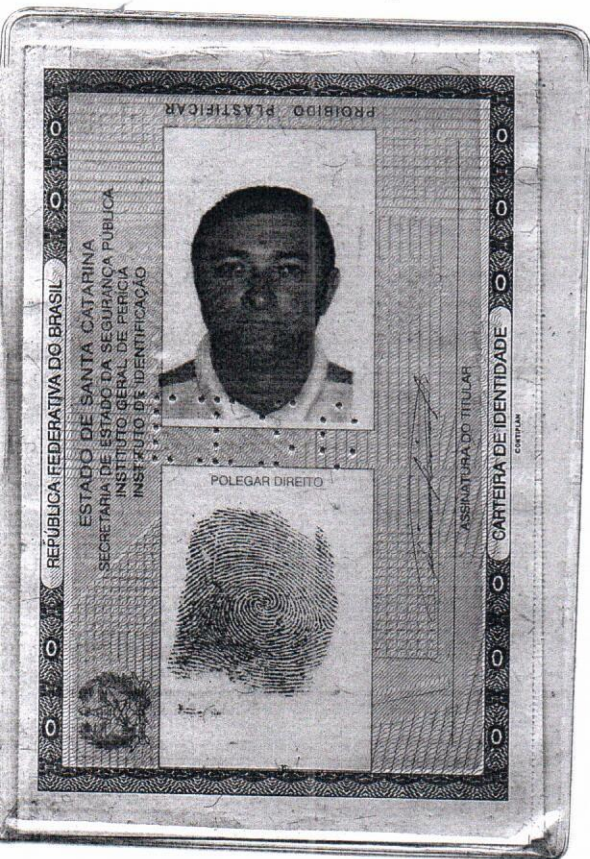 REPÚBLICA FEDERATIVA DO BRASIL
ESTADO DE SANTA CATARINA
SECRETARIA DE ESTADO DA SEGURANÇA PÚBLICA
INSTITUTO GERAL DE PERÍCIA
INSTITUTO DE IDENTIFICAÇÃO
PROIBIDO PLASTIFICAR
POLEGAR DIREITO
ASSINATURA DO TITULAR
CARTEIRA DE IDENTIDADE